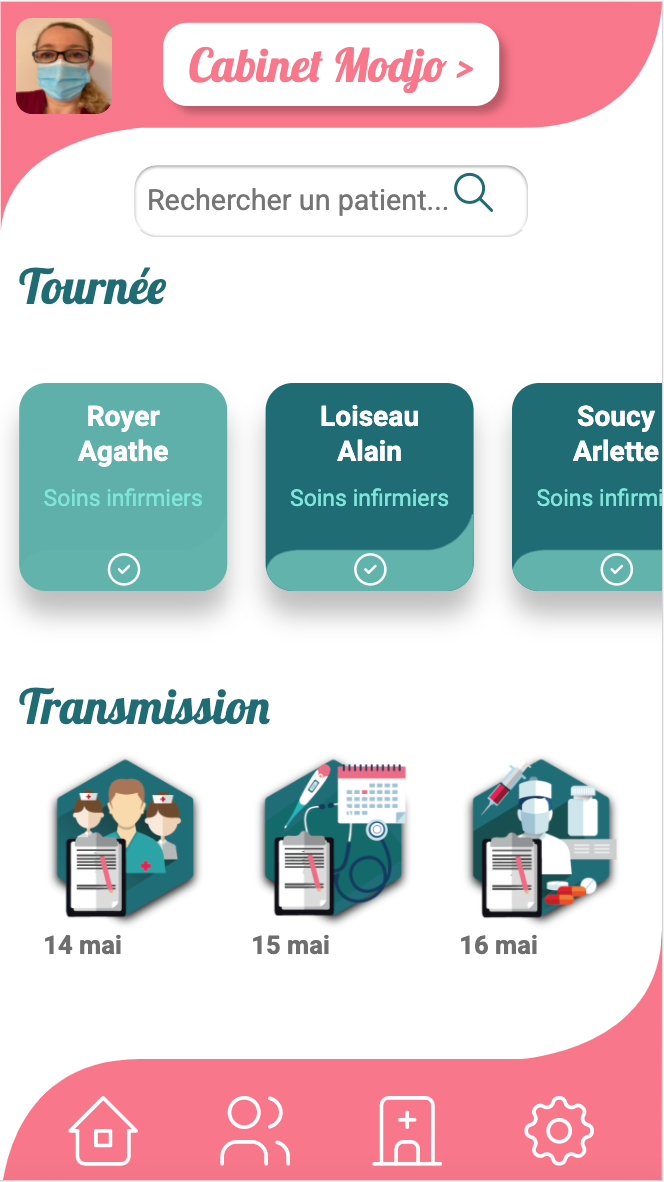 Cabinet Modjo >
Rechercher un patient...
Tournée
Royer
Agathe
Soins infirmiers
Loiseau
Alain
Soins infirmiers
Soucy
Arlette
Soins infirmi
Transmission
14 mai
15 mai
16 mai